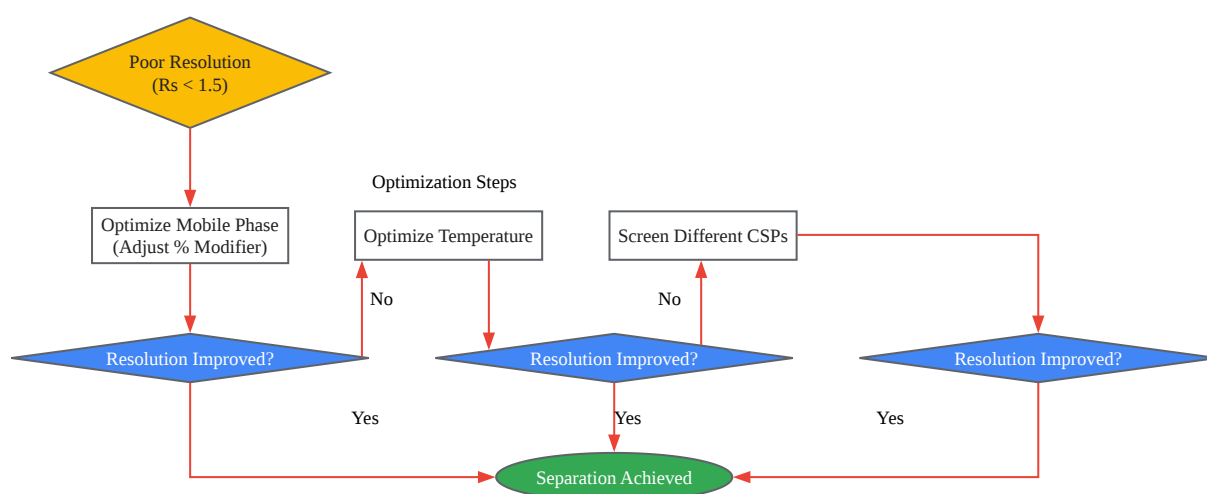 Poor Resolution
(Rs < 1.5)
Optimization Steps
Optimize Mobile Phase
(Adjust % Modifier)
Optimize Temperature
Screen Different CSPs
No
No
Resolution Improved?
Resolution Improved?
Resolution Improved?
Yes
Yes
Yes
Separation Achieved